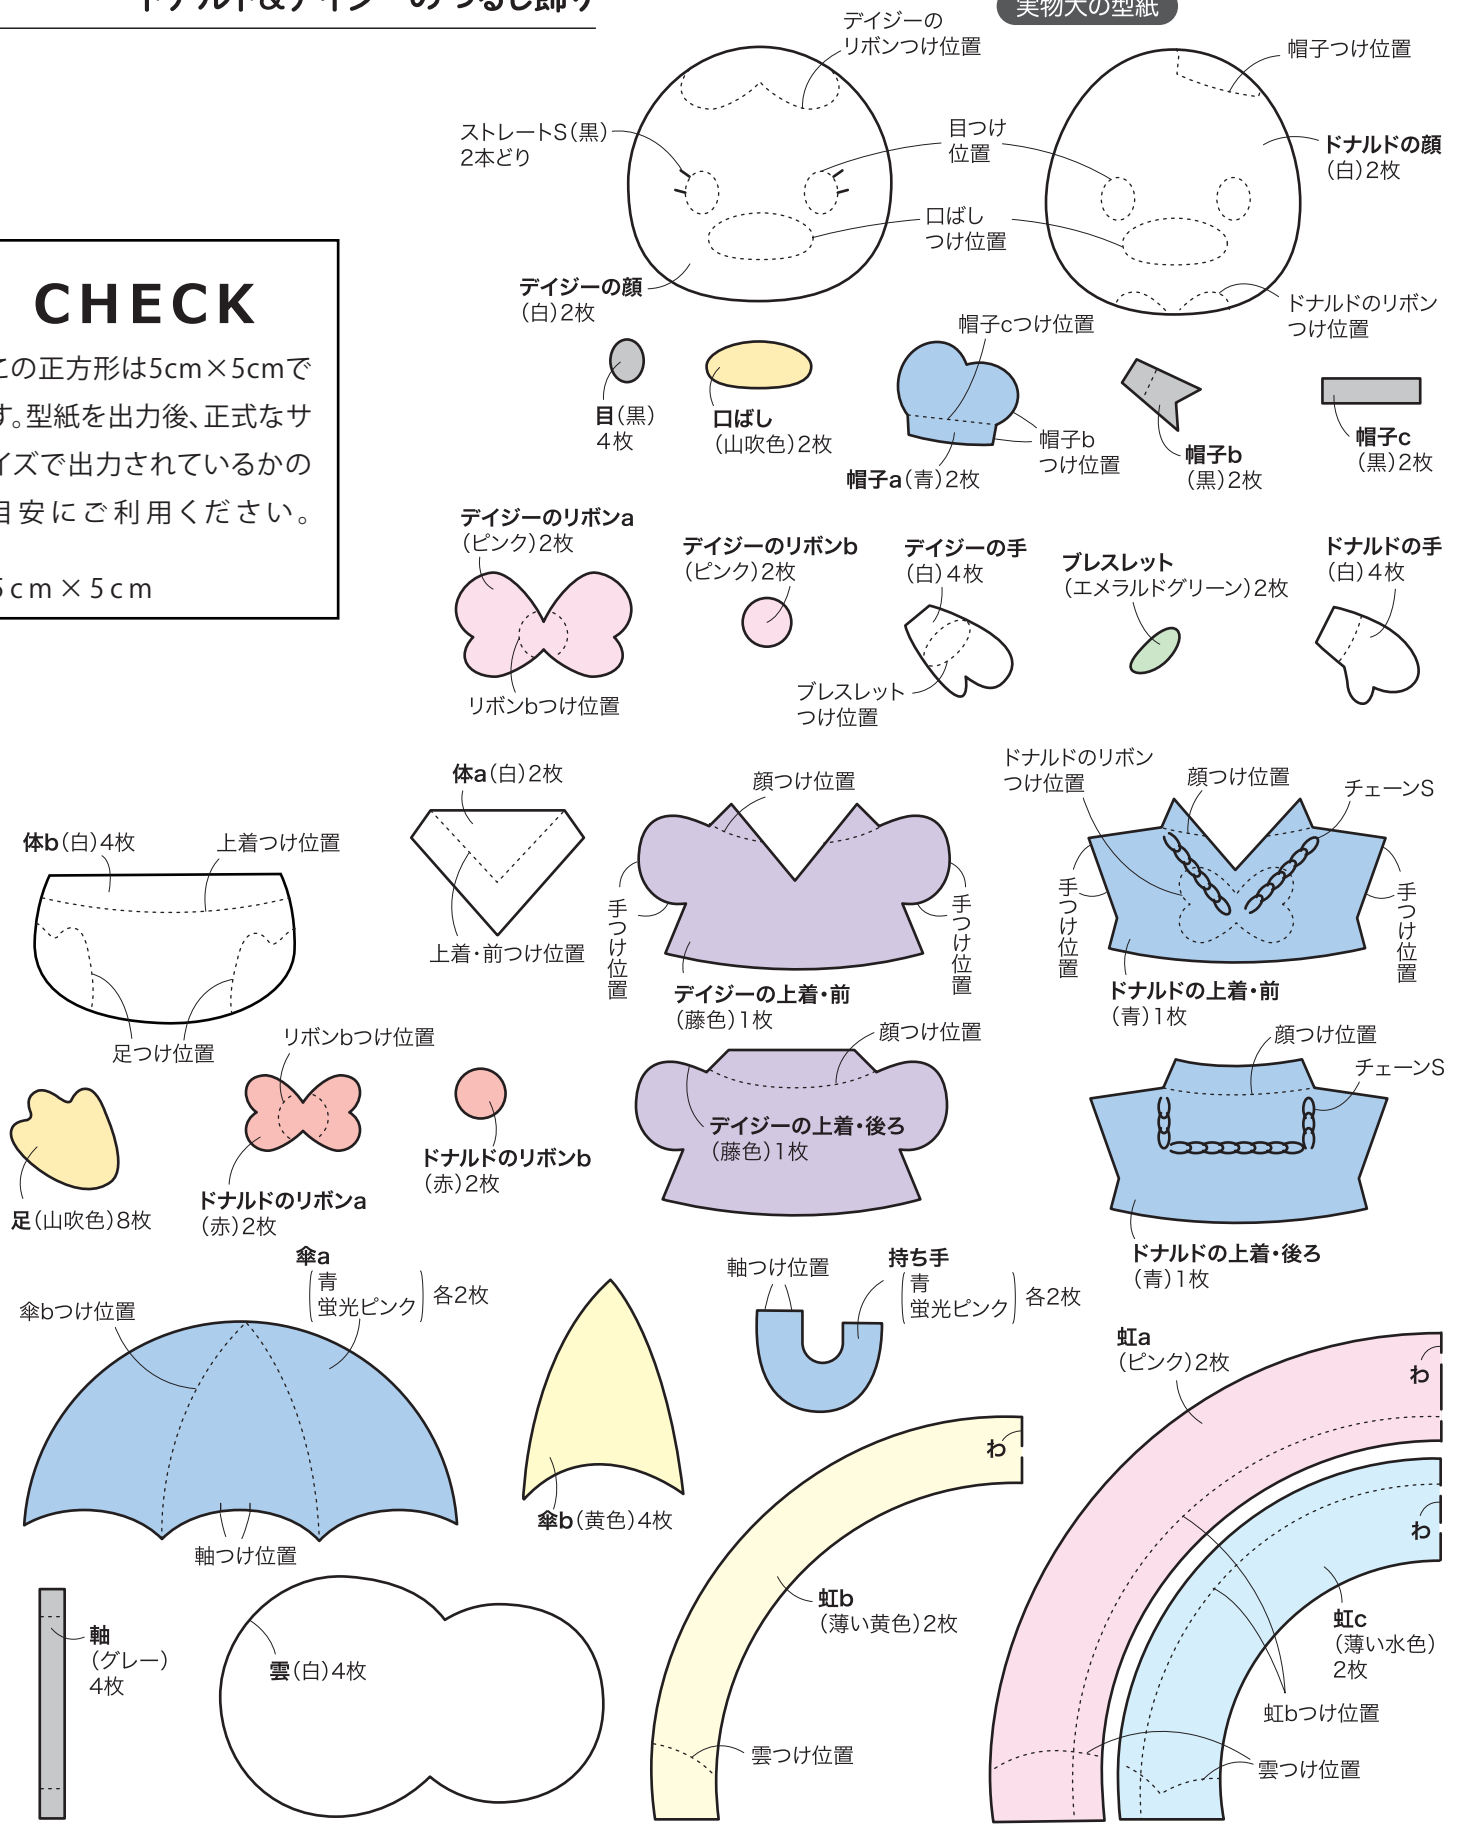 ドナルド&デイジーのつるし飾り
実物大の型紙
デイジーの
リボンつけ位置
帽子つけ位置
ストレートS(黒)
2本どり
目つけ
位置
ドナルドの顔
(白)2枚
口ばし
つけ位置
デイジーの顔
(白)2枚
ドナルドのリボン
つけ位置
CHECK
この正方形は5cm×5cmで
す。型紙を出力後、正式なサ
イズで出力されているかの
目安にご利用ください。
5cm×5cm
目(黒)
4枚
口ばし
(山吹色)2枚
帽子cつけ位置
帽子b
つけ位置
帽子a(青)2枚
帽子b
(黒)2枚
帽子c
(黒)2枚
デイジーのリボンa
(ピンク)2枚
リボンbつけ位置
デイジーのリボンb
(ピンク)2枚
デイジーの手
(白)4枚
ブレスレット
つけ位置
ブレスレット
(エメラルドグリーン)2枚
ドナルドの手
(白)4枚
体b(白)4枚
上着つけ位置
足つけ位置
体a(白)2枚
上着・前つけ位置
顔つけ位置
手つけ位置
手つけ位置
デイジーの上着・前
(藤色)1枚
ドナルドのリボン
つけ位置
顔つけ位置
チェーンS
手つけ位置
手つけ位置
ドナルドの上着・前
(青)1枚
足(山吹色)8枚
リボンbつけ位置
ドナルドのリボンa
(赤)2枚
ドナルドのリボンb
(赤)2枚
顔つけ位置
デイジーの上着・後ろ
(藤色)1枚
顔つけ位置
チェーンS
ドナルドの上着・後ろ
(青)1枚
傘a
青
蛍光ピンク
各2枚
傘bつけ位置
軸つけ位置
傘b(黄色)4枚
軸つけ位置
持ち手
青
蛍光ピンク
各2枚
虹a
(ピンク)2枚
わ
わ
わ
軸
(グレー)
4枚
雲(白)4枚
虹b
(薄い黄色)2枚
雲つけ位置
虹c
(薄い水色)
2枚
虹bつけ位置
雲つけ位置